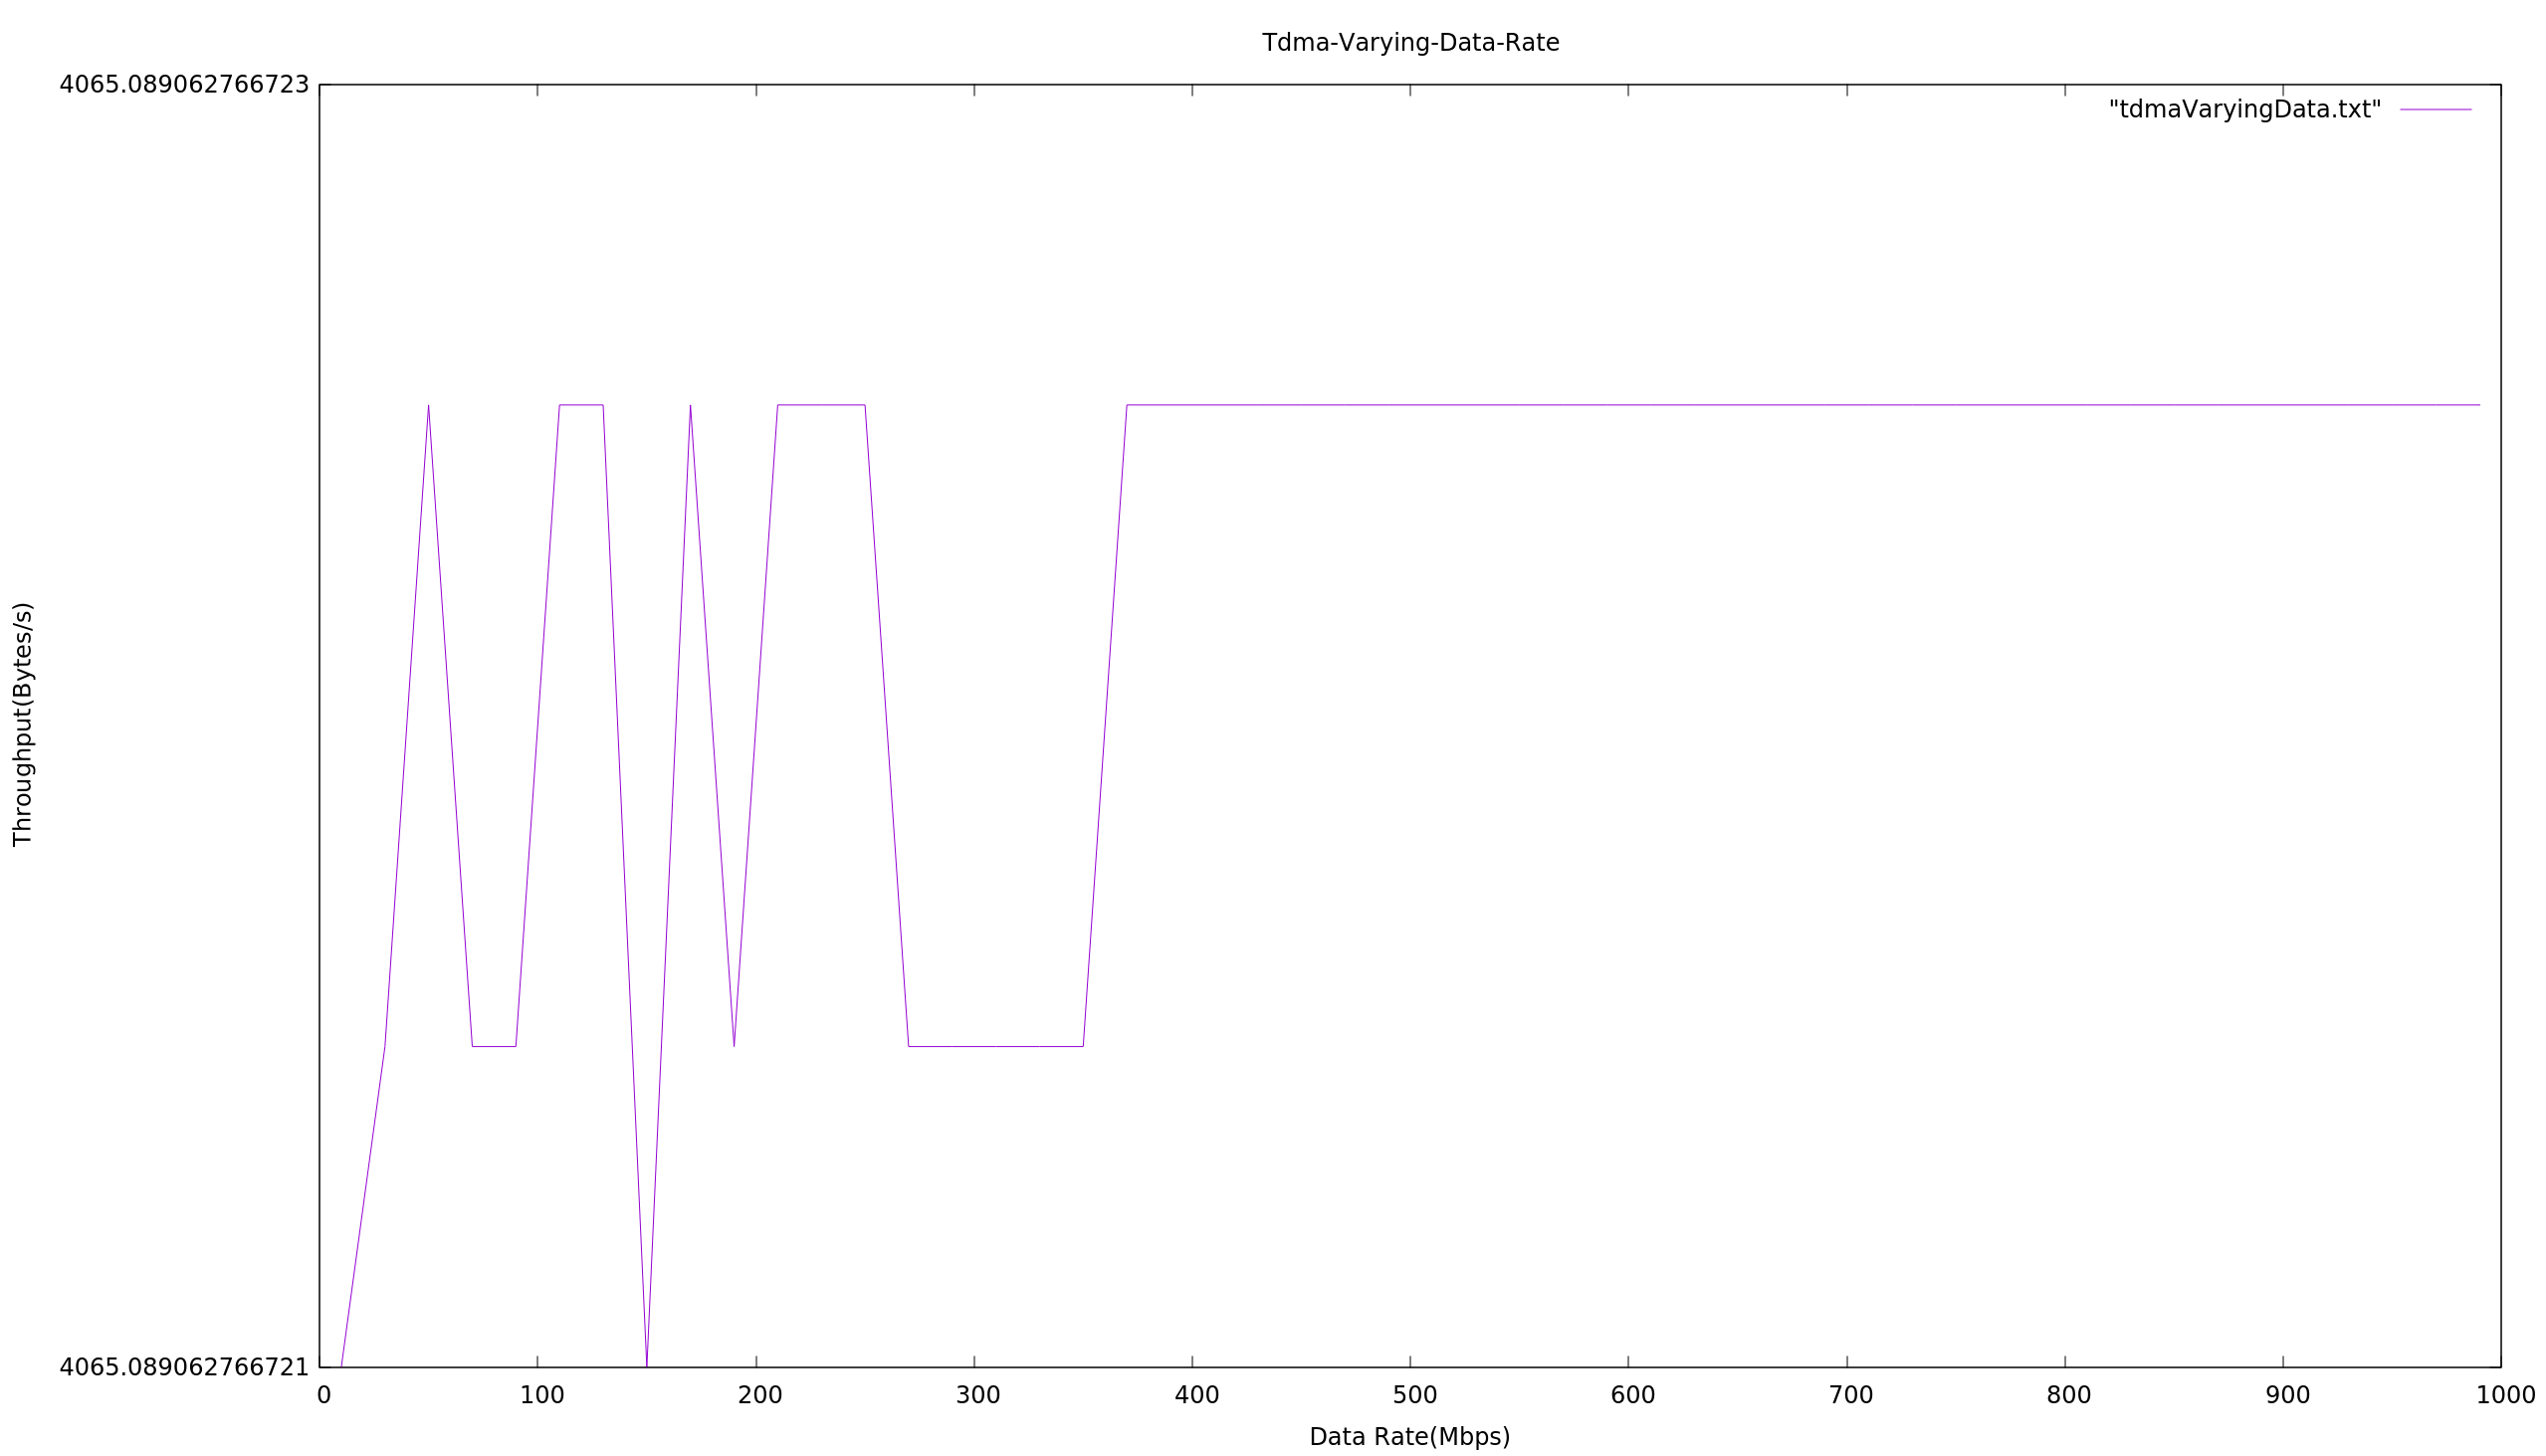 Tdma-Varying-Data-Rate
4065.089062766723
"tdmaVaryingData.txt"
Throughput(Bytes/s)
4065.089062766721
0 100 200 300 400 500 600 700 800 900 1000
Data Rate(Mbps)